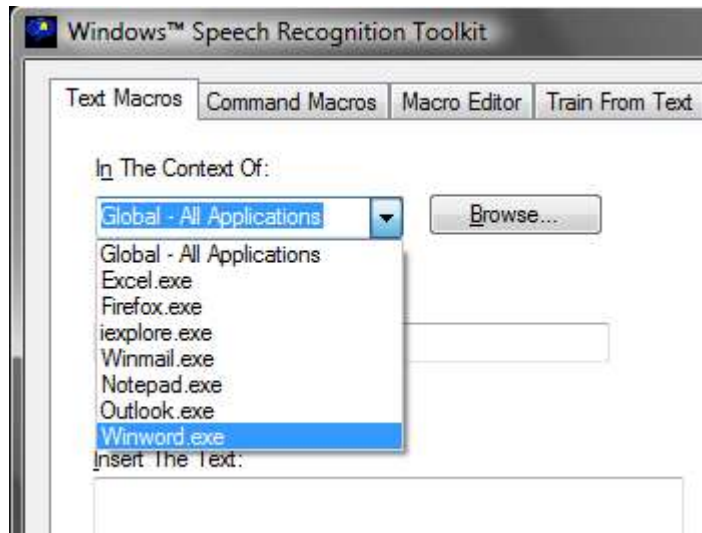 Windows™ Speech Recognition Toolkit
Text Macros Command Macros Macro Editor Train From Text
In The Context Of:
Global - All Applications Browse...
Global - All Applications
Excel.exe
Firefox.exe
iexplore.exe
Winmail.exe
Notepad.exe
Outlook.exe
Winword.exe
Insert The Text: